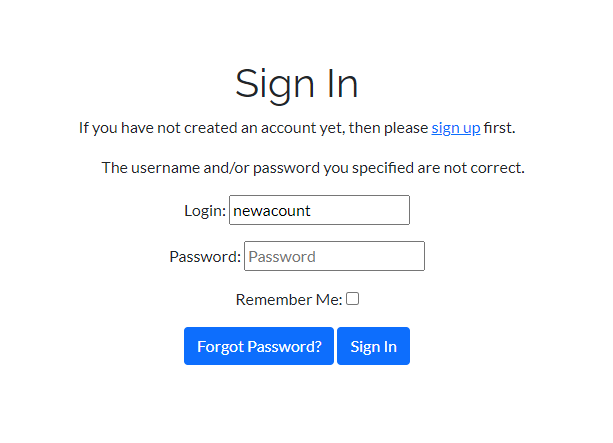 Sign In
If you have not created an account yet, then please sign up first.
The username and/or password you specified are not correct.
Login: newacount
Password: Password
Remember Me:
Forgot Password? Sign In